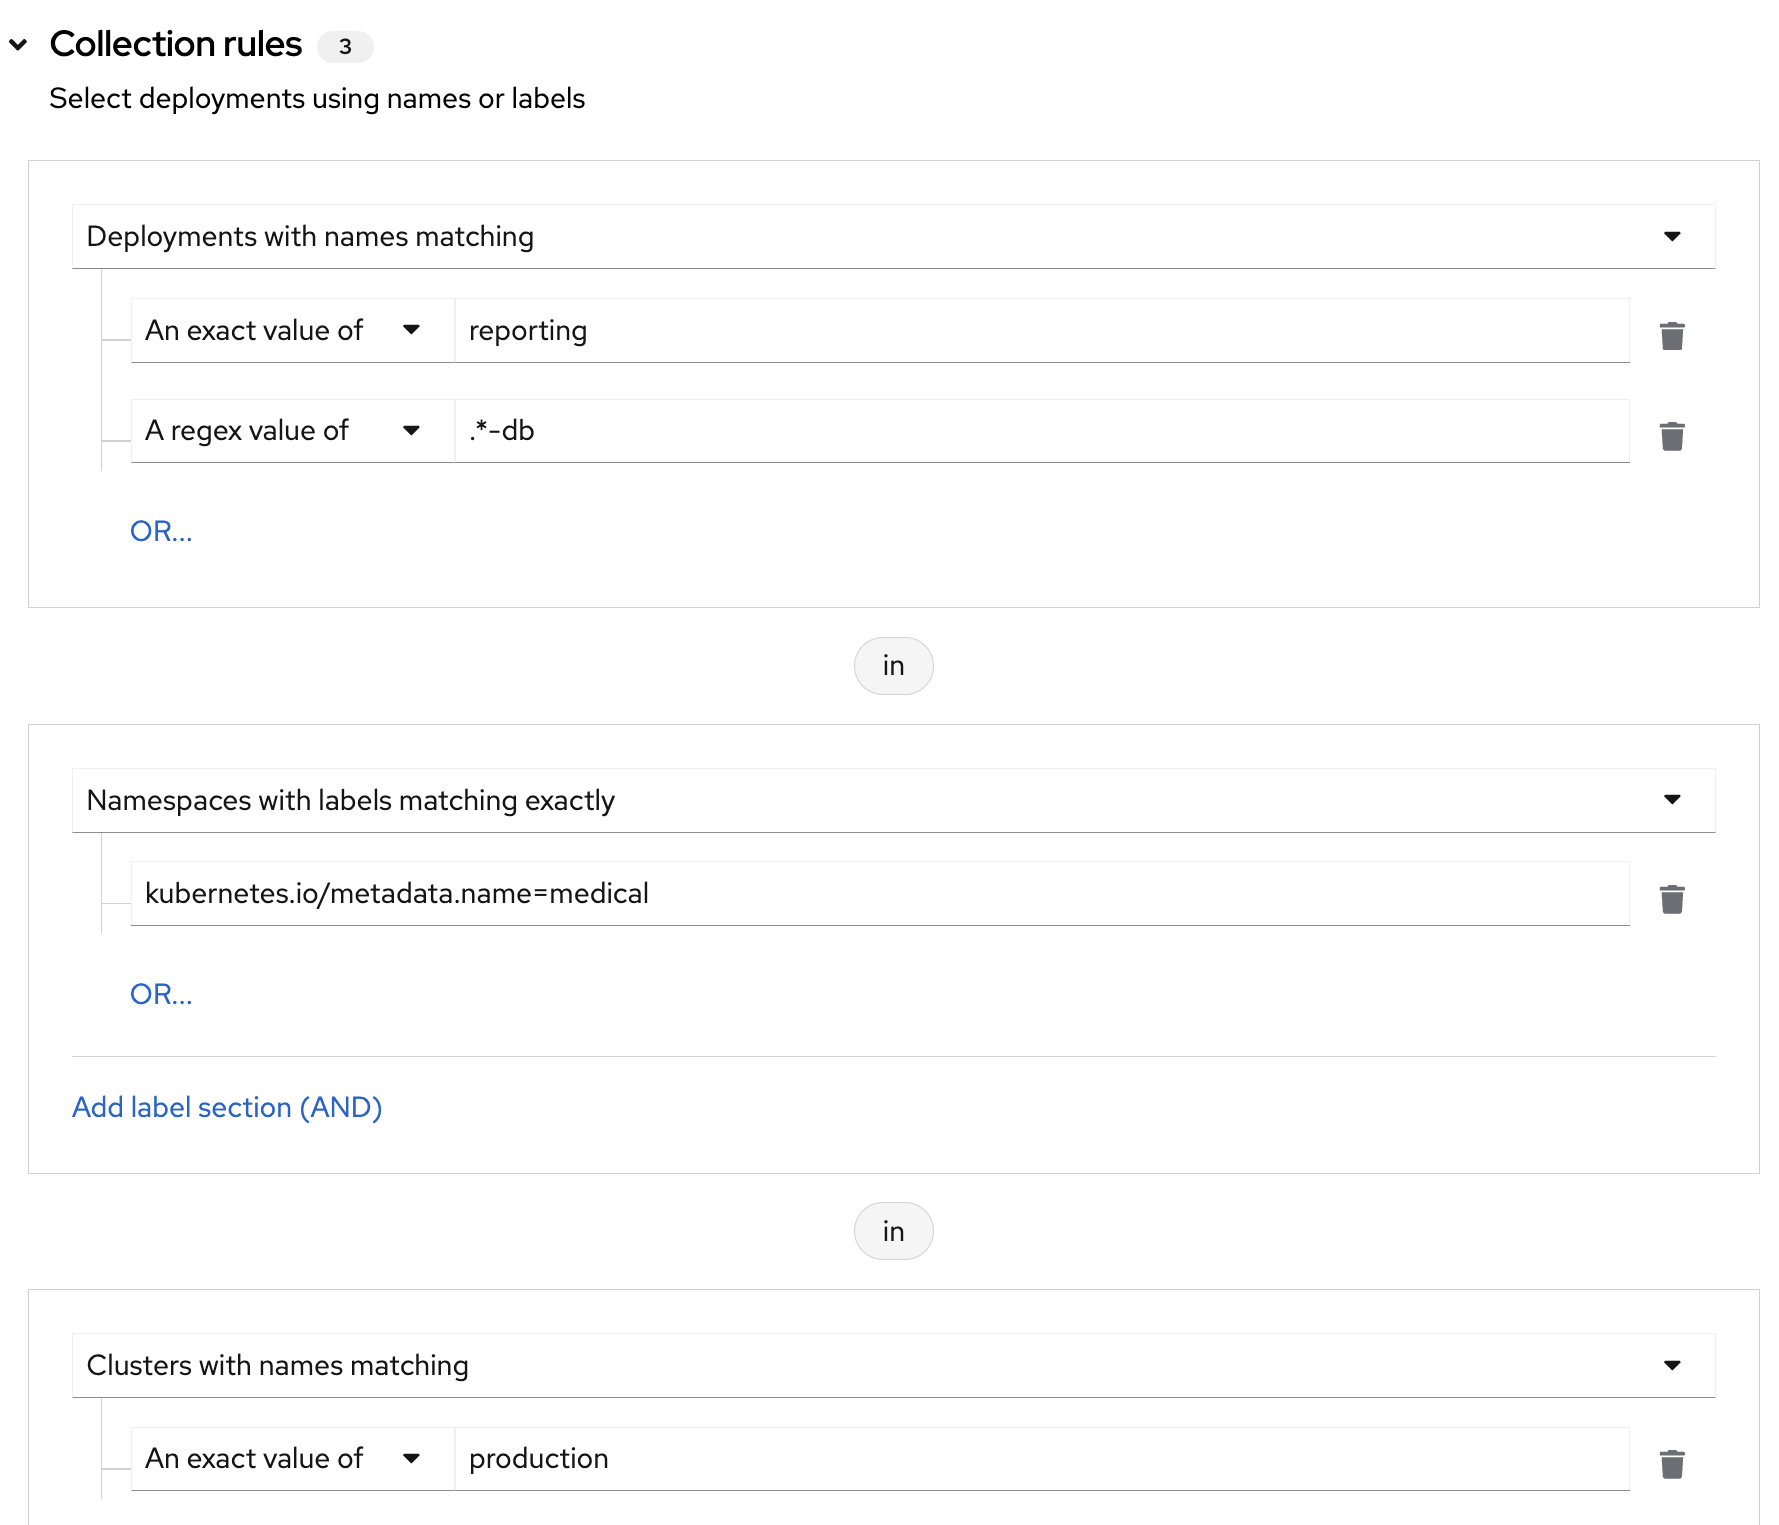 Collection rules 3
Select deployments using names or labels
Deployments with names matching
An exact value of reporting
A regex value of .*-db
OR...
in
Namespaces with labels matching exactly
kubernetes.io/metadata.name=medical
OR...
Add label section (AND)
in
Clusters with names matching
An exact value of production